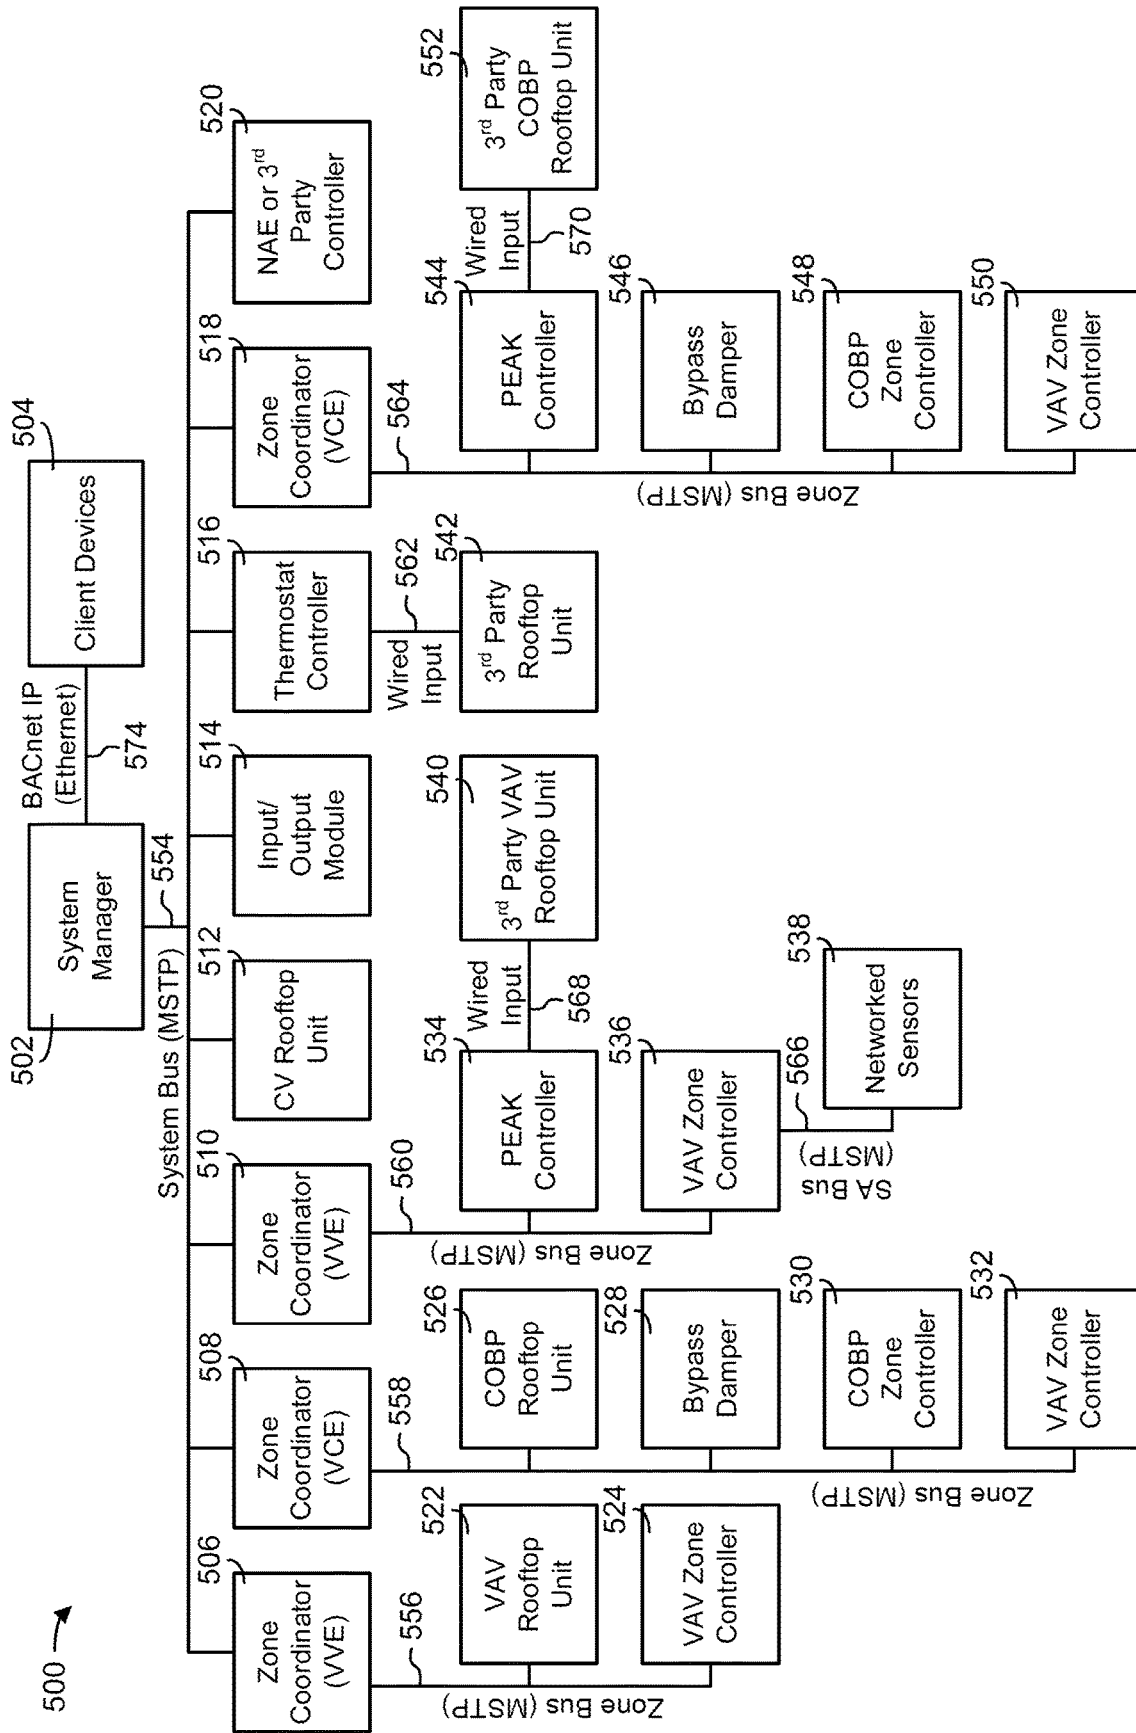 500
502
System
Manager
BACnet IP
(Ethernet)
574
504
Client Devices
554
System Bus (MSTP)
506
Zone
Coordinator
(VVE)
508
Zone
Coordinator
(VCE)
510
Zone
Coordinator
(VVE)
512
CV Rooftop
Unit
514
Input/
Output
Module
516
Thermostat
Controller
518
Zone
Coordinator
(VCE)
520
NAE or 3rd
Party
Controller
556
Zone Bus (MSTP)
522
VAV
Rooftop
Unit
524
VAV Zone
Controller
558
Zone Bus (MSTP)
526
COBP
Rooftop
Unit
528
Bypass
Damper
530
COBP
Zone
Controller
532
VAV Zone
Controller
560
Zone Bus (MSTP)
534
PEAK
Controller
Wired
Input
568
540
3rd Party VAV
Rooftop Unit
536
VAV Zone
Controller
566
SA Bus
(MSTP)
538
Networked
Sensors
Wired
Input
562
542
3rd Party
Rooftop
Unit
564
Zone Bus (MSTP)
544
PEAK
Controller
Wired
Input
570
552
3rd Party
COBP
Rooftop Unit
546
Bypass
Damper
548
COBP
Zone
Controller
550
VAV Zone
Controller